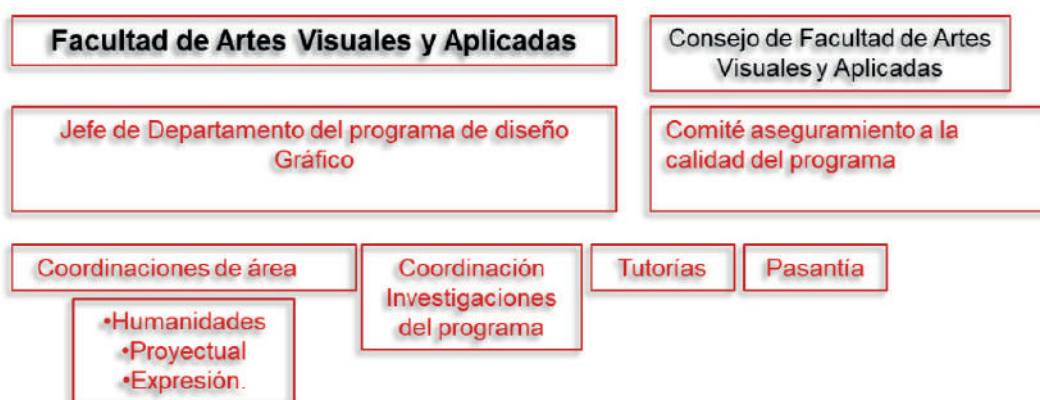 Facultad de Artes Visuales y Aplicadas
Consejo de Facultad de Artes
Visuales y Aplicadas
Jefe de Departamento del programa de diseño
Gráfico
Comité aseguramiento a la
calidad del programa
Coordinaciones de área
•Humanidades
•Proyectual
•Expresión.
Coordinación
Investigaciones
del programa
Tutorías
Pasantía